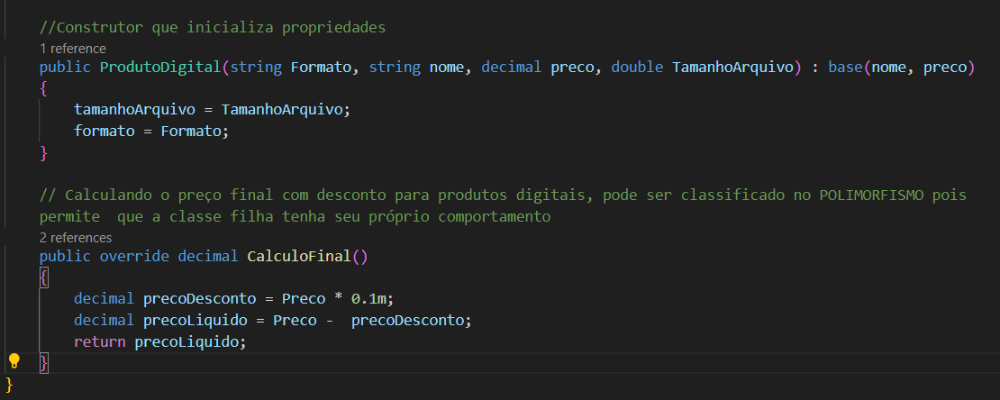 //Construtor que inicializa propriedades
1 reference
public ProdutoDigital(string Formato, string nome, decimal preco, double TamanhoArquivo) : base(nome, preco)
{
tamanhoArquivo = TamanhoArquivo;
formato = Formato;
}
// Calculando o preço final com desconto para produtos digitais, pode ser classificado no POLIMORFISMO pois
permite  que a classe filha tenha seu próprio comportamento
2 references
public override decimal CalculoFinal()
{
decimal precoDesconto = Preco * 0.1m;
decimal precoLiquido = Preco -  precoDesconto;
return precoLiquido;
}
}